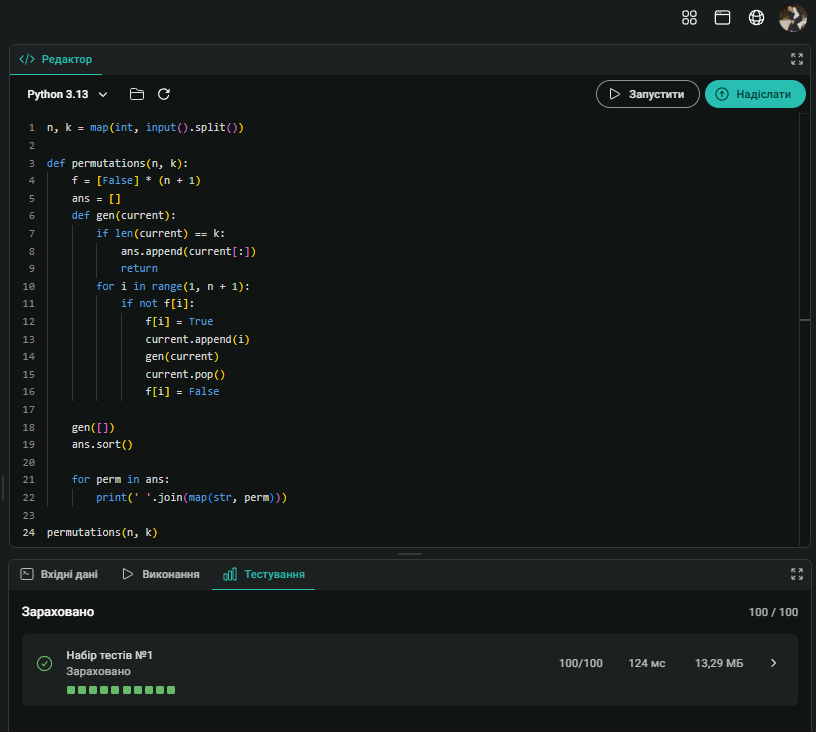 </> Редактор
Python 3.13
Запустити
Надіслати
1 n, k = map(int, input().split())
2
3 def permutations(n, k):
4     f = [False] * (n + 1)
5     ans = []
6     def gen(current):
7         if len(current) == k:
8             ans.append(current[:])
9             return
10         for i in range(1, n + 1):
11             if not f[i]:
12                 f[i] = True
13                 current.append(i)
14                 gen(current)
15                 current.pop()
16                 f[i] = False
17
18     gen([])
19     ans.sort()
20
21     for perm in ans:
22         print(' '.join(map(str, perm)))
23
24 permutations(n, k)
Вхідні дані
Виконання
Тестування
Зараховано
100 / 100
Набір тестів №1
Зараховано
100/100
124 мс
13,29 МБ